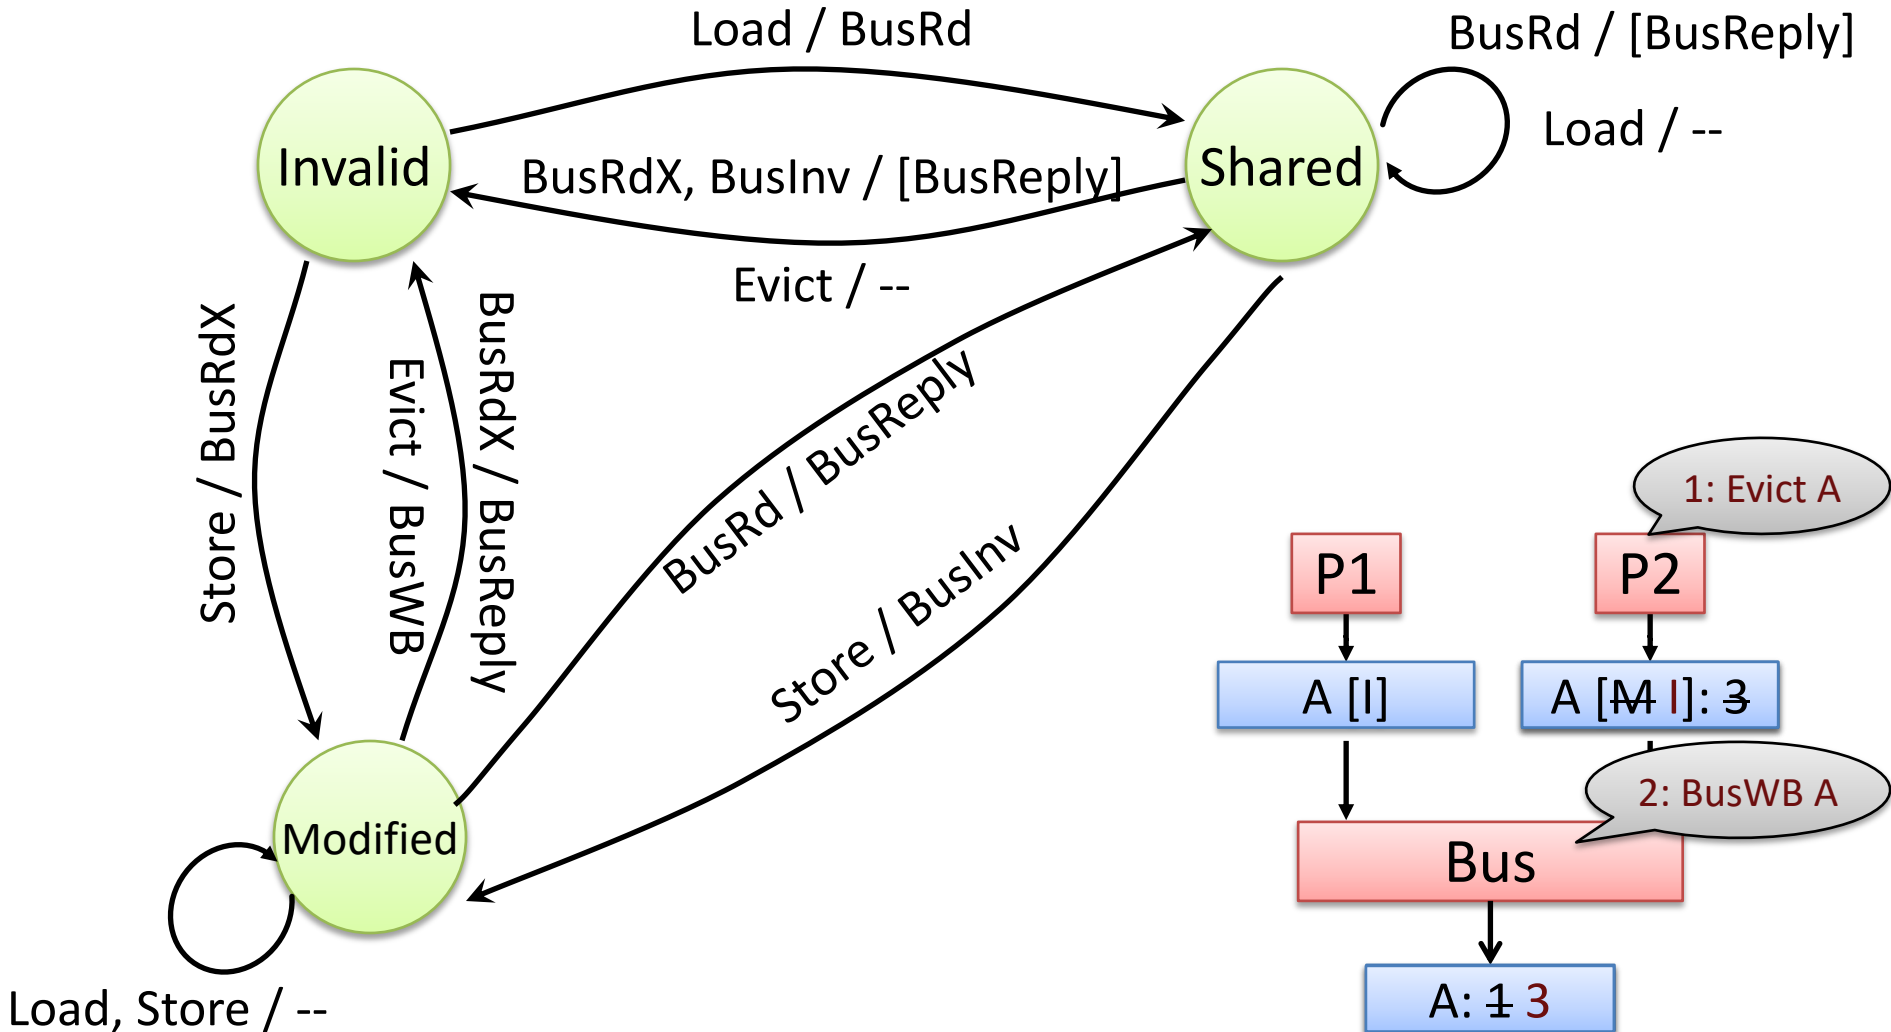 Load / BusRd
BusRd / [BusReply]
Load / --
Invalid
BusRdX, BusInv / [BusReply]
Shared
Evict / --
Store / BusRdX
Evict / BusWB
BusRdX / BusReply
BusRd / BusReply
Store / BusInv
Modified
Load, Store / --
1: Evict A
P1
P2
A [I]
A [M I]: 3
2: BusWB A
Bus
A: 1 3